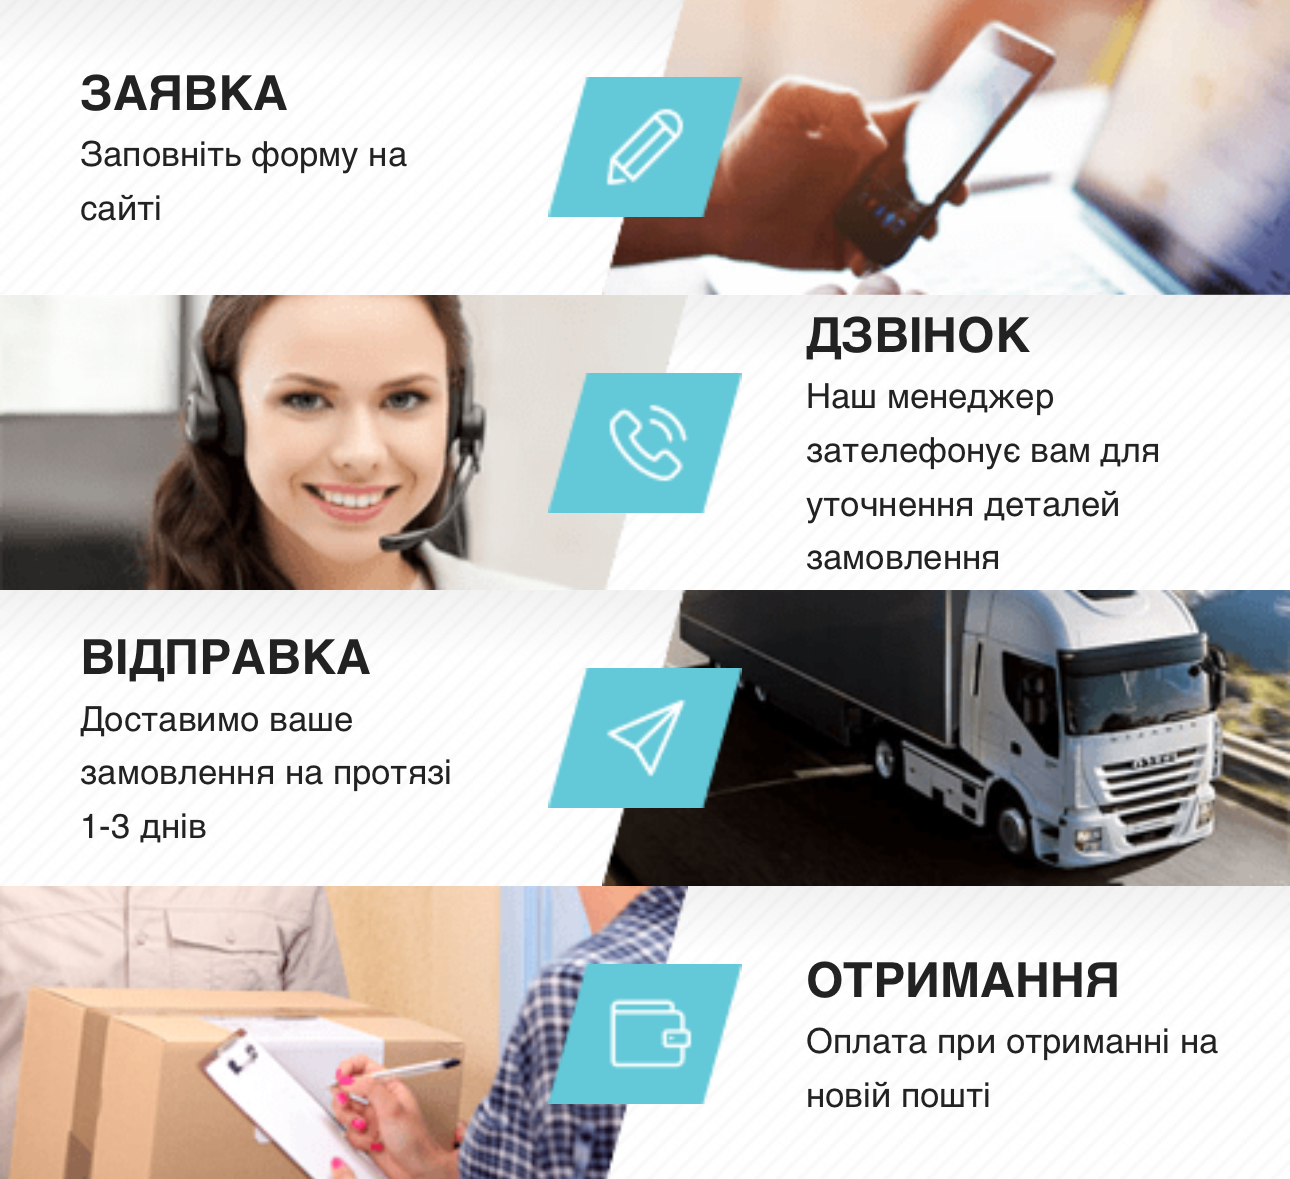 ЗАЯВКА
Заповніть форму на
сайті
ДЗВІНОК
Наш менеджер
зателефонує вам для
уточнення деталей
замовлення
ВІДПРАВКА
Доставимо ваше
замовлення на протязі
1-3 днів
ОТРИМАННЯ
Оплата при отриманні на
новій пошті